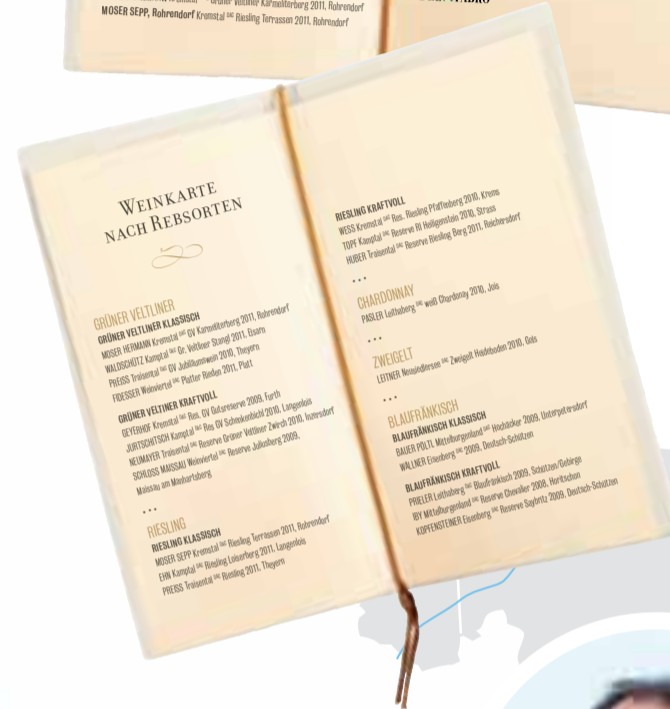 MOSER SEPP, Rohrendorf Kremstal DAC Riesling Terrassen 2011, Rohrendorf
WEINKARTE
NACH REBSORTEN
GRÜNER VELTLINER
GRÜNER VELTLINER KLASSISCH
MOSER HERMANN Kremstal DAC GV Karmeliterberg 2011, Rohrendorf
WALDSCHÜTZ Kamptal DAC Gr. Veltliner Stangl 2011, Elsarn
PREISS Traisental DAC GV Jubiläumswein 2010, Theyern
FIDESSER Weinviertel DAC Platter Rieden 2011, Platt
GRÜNER VELTINER KRAFTVOLL
GEYERHOF Kremstal DAC Res. GV Gutsreserve 2009, Furth
JURTSCHITSCH Kamptal DAC Res. GV Schenkenbichl 2010, Langenlois
NEUMAYER Traisental DAC Reserve Grüner Veltliner Zwirch 2010, Inzersdorf
SCHLOSS MAISSAU Weinviertel DAC Reserve Juliusberg 2009,
Maissau am Manhartsberg
•••
RIESLING
RIESLING KLASSISCH
MOSER SEPP Kremstal DAC Riesling Terrassen 2011, Rohrendorf
EHN Kamptal DAC Riesling Loiserberg 2011, Langenlois
PREISS Traisental DAC Riesling 2011, Theyern
RIESLING KRAFTVOLL
WESS Kremstal DAC Res. Riesling Pfaffenberg 2010, Krems
TOPF Kamptal DAC Reserve RI Heiligenstein 2010, Strass
HUBER Traisental DAC Reserve Riesling Berg 2011, Reichersdorf
•••
CHARDONNAY
PASLER Leithaberg DAC weiß Chardonnay 2010, Jois
•••
ZWEIGELT
LEITNER Neusiedlersee DAC Zweigelt Heideboden 2010, Gols
•••
BLAUFRÄNKISCH
BLAUFRÄNKISCH KLASSISCH
BAUER PÖLTL Mittelburgenland DAC Hochäcker 2009, Unterpetersdorf
WALLNER Eisenberg DAC 2009, Deutsch-Schützen
BLAUFRÄNKISCH KRAFTVOLL
PRIELER Leithaberg DAC Blaufränkisch 2009, Schützen/Gebirge
IBY Mittelburgenland DAC Reserve Chevalier 2008, Horitschon
KOPFENSTEINER Eisenberg DAC Reserve Saybritz 2009, Deutsch-Schützen